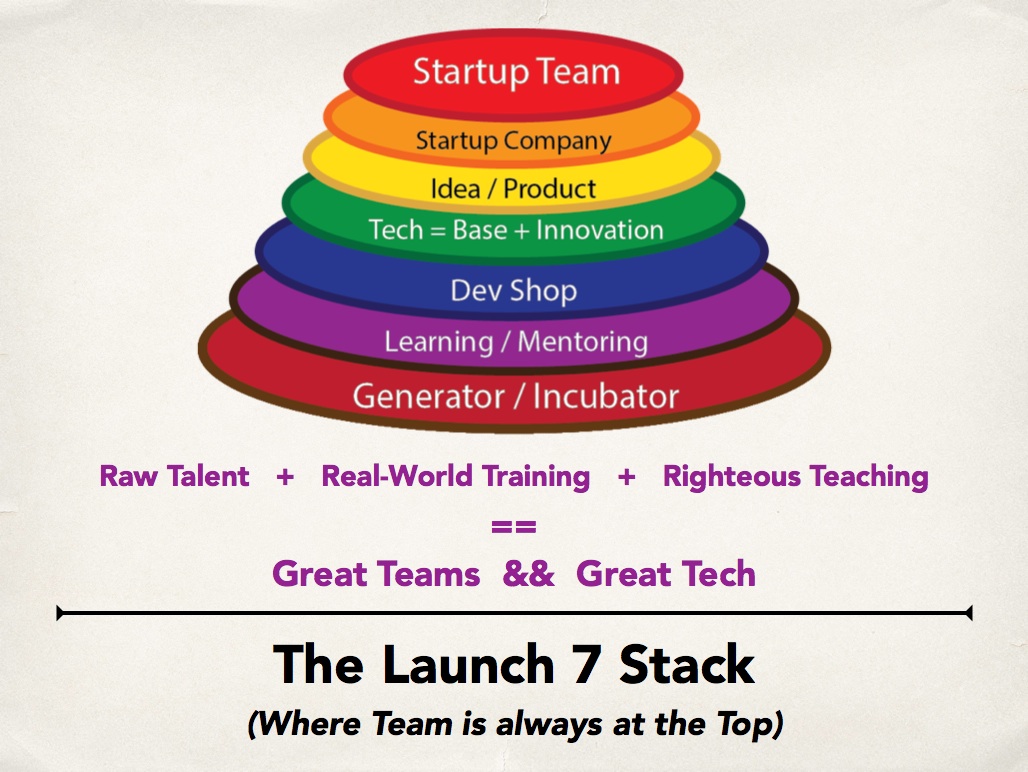 Startup Team
Startup Company
Idea / Product
Tech = Base + Innovation
Dev Shop
Learning / Mentoring
Generator / Incubator
Raw Talent + Real-World Training + Righteous Teaching
==
Great Teams && Great Tech
The Launch 7 Stack
(Where Team is always at the Top)